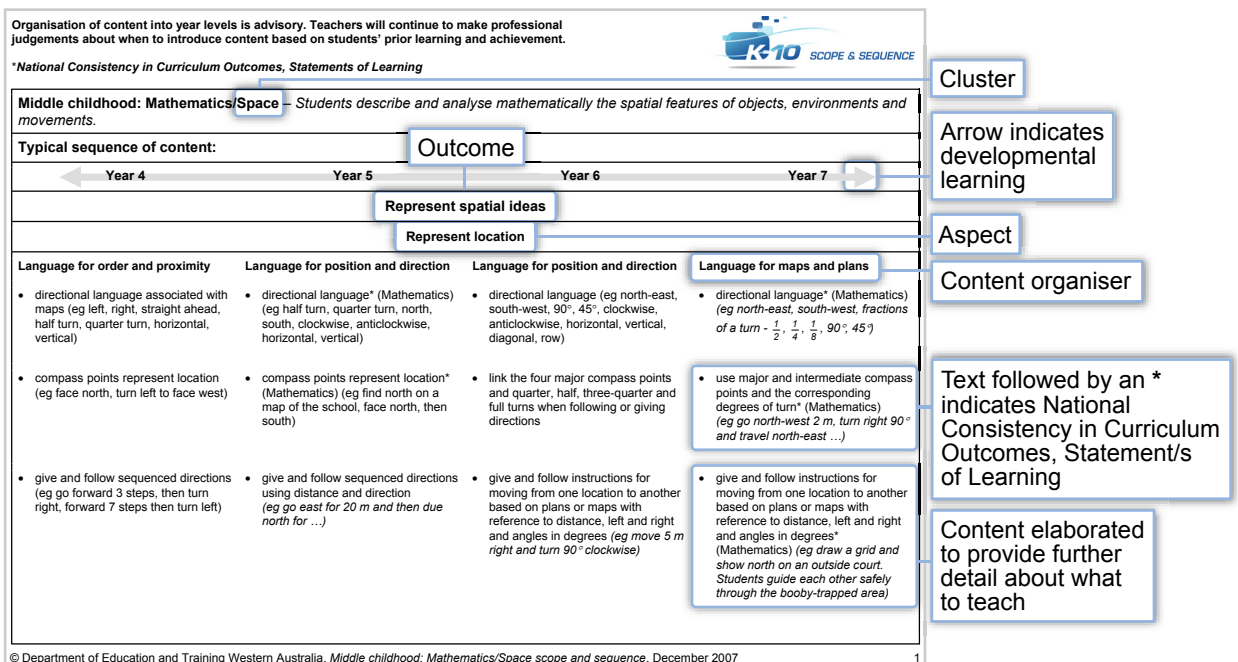 Organisation of content into year levels is advisory. Teachers will continue to make professional
judgements about when to introduce content based on students' prior learning and achievement.
K-10 SCOPE & SEQUENCE
*National Consistency in Curriculum Outcomes, Statements of Learning
Cluster
Middle childhood: Mathematics/Space – Students describe and analyse mathematically the spatial features of objects, environments and
movements.
Arrow indicates
developmental
learning
Typical sequence of content:
Outcome
Year 4 Year 5 Year 6 Year 7
Represent spatial ideas
Represent location
Aspect
Language for order and proximity
• directional language associated with
maps (eg left, right, straight ahead,
half turn, quarter turn, horizontal,
vertical)
• compass points represent location
(eg face north, turn left to face west)
• give and follow sequenced directions
(eg go forward 3 steps, then turn
right, forward 7 steps then turn left)
Language for position and direction
• directional language* (Mathematics)
(eg half turn, quarter turn, north,
south, clockwise, anticlockwise,
horizontal, vertical)
• compass points represent location*
(Mathematics) (eg find north on a
map of the school, face north, then
south)
• give and follow sequenced directions
using distance and direction
(eg go east for 20 m and then due
north for …)
Language for position and direction
• directional language (eg north-east,
south-west, 90°, 45°, clockwise,
anticlockwise, horizontal, vertical,
diagonal, row)
• link the four major compass points
and quarter, half, three-quarter and
full turns when following or giving
directions
• give and follow instructions for
moving from one location to another
based on plans or maps with
reference to distance, left and right
and angles in degrees (eg move 5 m
right and turn 90° clockwise)
Language for maps and plans
• directional language* (Mathematics)
(eg north-east, south-west, fractions
of a turn - 1/2, 1/4, 1/8, 90°, 45°)
• use major and intermediate compass
points and the corresponding
degrees of turn* (Mathematics)
(eg go north-west 2 m, turn right 90°
and travel north-east …)
• give and follow instructions for
moving from one location to another
based on plans or maps with
reference to distance, left and right
and angles in degrees*
(Mathematics) (eg draw a grid and
show north on an outside court.
Students guide each other safely
through the booby-trapped area)
Content organiser
Text followed by an *
indicates National
Consistency in Curriculum
Outcomes, Statement/s
of Learning
Content elaborated
to provide further
detail about what
to teach
© Department of Education and Training Western Australia, Middle childhood: Mathematics/Space scope and sequence, December 2007 1